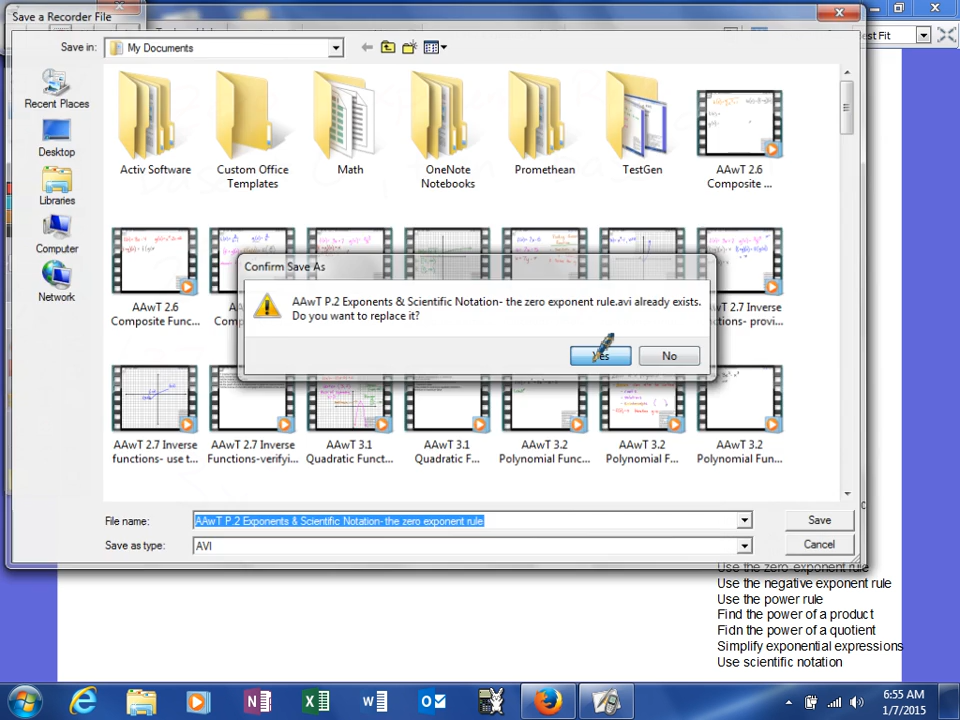 Save a Recorder File
Save in:
My Documents
est Fit
Recent Places
Desktop
Libraries
Computer
Network
Activ Software
Custom Office
Templates
Math
OneNote
Notebooks
Promethean
TestGen
AAwT 2.6
Composite ...
AAwT 2.6
Composite Func...
AAwT 2.7 Inverse
Functions- provi...
Confirm Save As
AAwT P.2 Exponents & Scientific Notation- the zero exponent rule.avi already exists.
Do you want to replace it?
Yes
No
AAwT 2.7 Inverse
functions- use t...
AAwT 2.7 Inverse
Functions-verifyi...
AAwT 3.1
Quadratic Funct...
AAwT 3.1
Quadratic F...
AAwT 3.2
Polynomial Func...
AAwT 3.2
Polynomial F...
AAwT 3.2
Polynomial Fun...
File name:
AAwT P.2 Exponents & Scientific Notation- the zero exponent rule
Save
Save as type:
AVI
Cancel
Use the zero exponent rule
Use the negative exponent rule
Use the power rule
Find the power of a product
Fidn the power of a quotient
Simplify exponential expressions
Use scientific notation
6:55 AM
1/7/2015